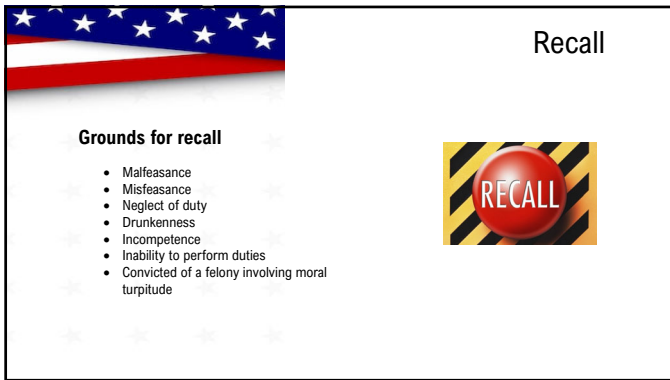 Recall
Grounds for recall
• Malfeasance
• Misfeasance
• Neglect of duty
• Drunkenness
• Incompetence
• Inability to perform duties
• Convicted of a felony involving moral
turpitude
RECALL